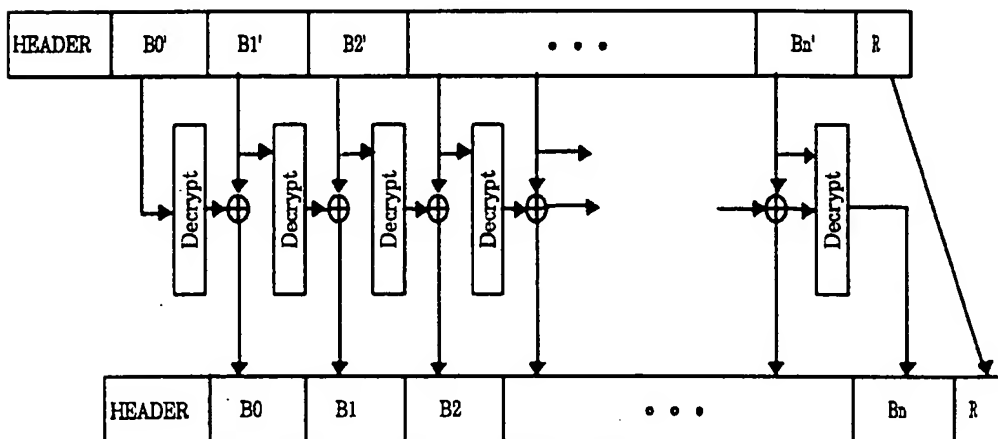 HEADER B0' B1' B2' • • • Bn' R
Decrypt Decrypt Decrypt Decrypt Decrypt
HEADER B0 B1 B2 • • • Bn R